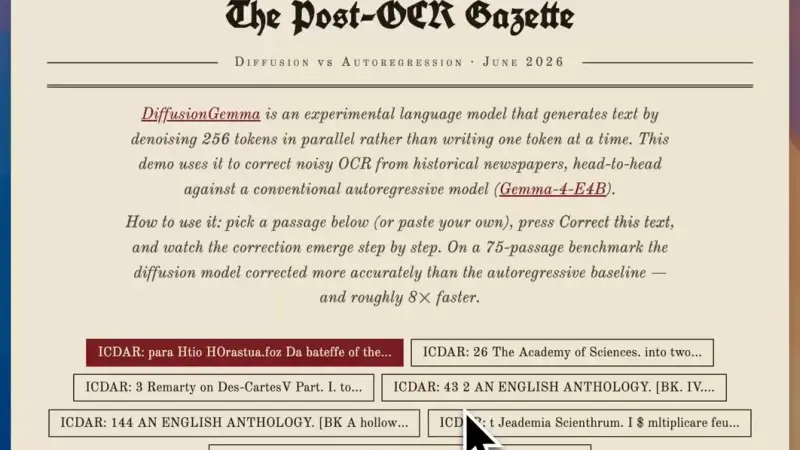 The Post-OCR Gazette
Diffusion vs Autoregression · June 2026
DiffusionGemma is an experimental language model that generates text by
denoising 256 tokens in parallel rather than writing one token at a time. This
demo uses it to correct noisy OCR from historical newspapers, head-to-head
against a conventional autoregressive model (Gemma-4-E4B).
How to use it: pick a passage below (or paste your own), press Correct this text,
and watch the correction emerge step by step. On a 75-passage benchmark the
diffusion model corrected more accurately than the autoregressive baseline —
and roughly 8× faster.
ICDAR: para Htio HOrastua.foz Da bateffe of the...
ICDAR: 26 The Academy of Sciences. into two...
ICDAR: 3 Remarty on Des-CartesV Part. I. to...
ICDAR: 43 2 AN ENGLISH ANTHOLOGY. [BK. IV....
ICDAR: 144 AN ENGLISH ANTHOLOGY. [BK A hollow...
t Jeademia Scienthrum. I $ mltiplicare feu...